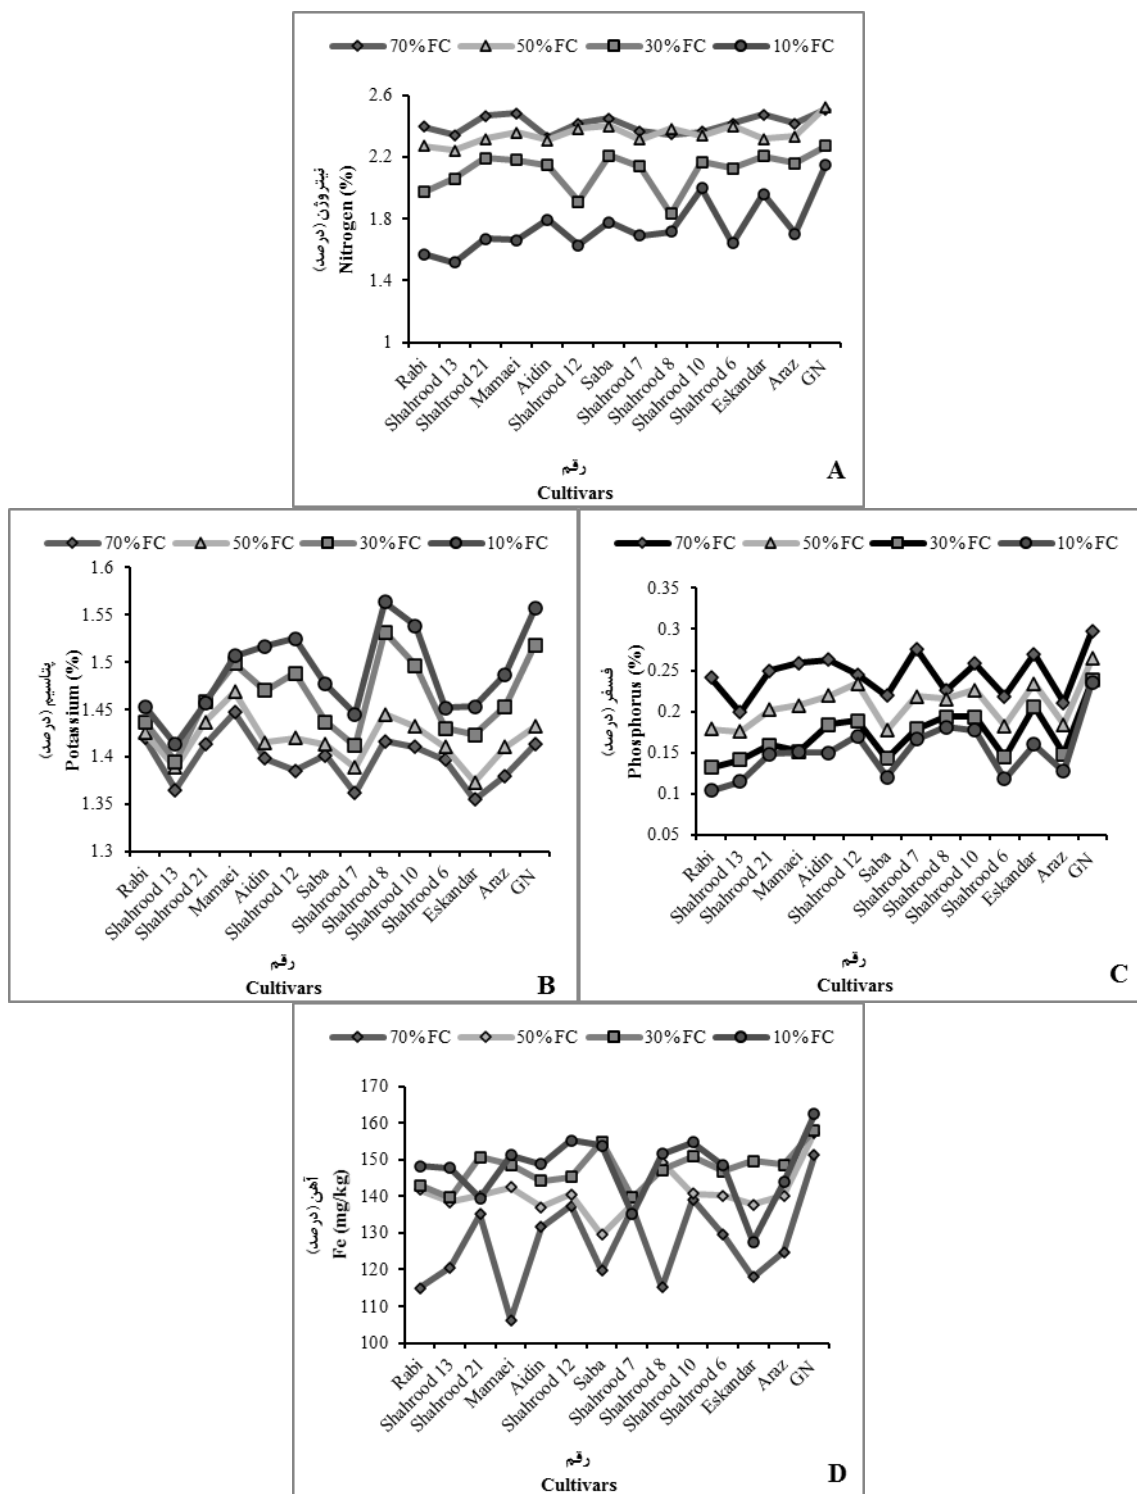 70%FC 50%FC 30%FC 10%FC
2.6
2.2
1.8
1.4
1
نیتروژن (درصد)
Nitrogen (%)
Rabi
Shahrood 13
Shahrood 21
Mamaei
Aidin
Shahrood 12
Saba
Shahrood 7
Shahrood 8
Shahrood 10
Shahrood 6
Eskandar
Araz
GN
رقم
Cultivars
A
70%FC 50%FC 30%FC 10%FC
1.6
1.55
1.5
1.45
1.4
1.35
1.3
پتاسیم (درصد)
Potassium (%)
Rabi
Shahrood 13
Shahrood 21
Mamaei
Aidin
Shahrood 12
Saba
Shahrood 7
Shahrood 8
Shahrood 10
Shahrood 6
Eskandar
Araz
GN
رقم
Cultivars
B
70%FC 50%FC 30%FC 10%FC
0.35
0.3
0.25
0.2
0.15
0.1
0.05
فسفر (درصد)
Phosphorus (%)
Rabi
Shahrood 13
Shahrood 21
Mamaei
Aidin
Shahrood 12
Saba
Shahrood 7
Shahrood 8
Shahrood 10
Shahrood 6
Eskandar
Araz
GN
رقم
Cultivars
C
70%FC 50%FC 30%FC 10%FC
170
160
150
140
130
120
110
100
آهن (درصد)
Fe (mg/kg)
Rabi
Shahrood 13
Shahrood 21
Mamaei
Aidin
Shahrood 12
Saba
Shahrood 7
Shahrood 8
Shahrood 10
Shahrood 6
Eskandar
Araz
GN
رقم
Cultivars
D